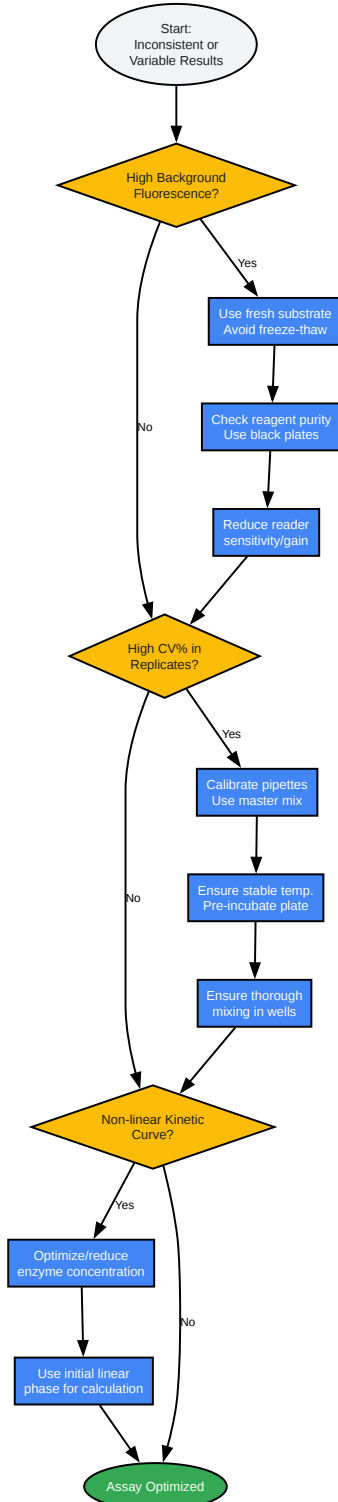 Start:
Inconsistent or
Variable Results
High Background
Fluorescence?
Yes
Use fresh substrate
Avoid freeze-thaw
Check reagent purity
Use black plates
No
Reduce reader
sensitivity/gain
High CV% in
Replicates?
Yes
Calibrate pipettes
Use master mix
Ensure stable temp.
Pre-incubate plate
No
Ensure thorough
mixing in wells
Non-linear Kinetic
Curve?
Yes
Optimize/reduce
enzyme concentration
No
Use initial linear
phase for calculation
Assay Optimized